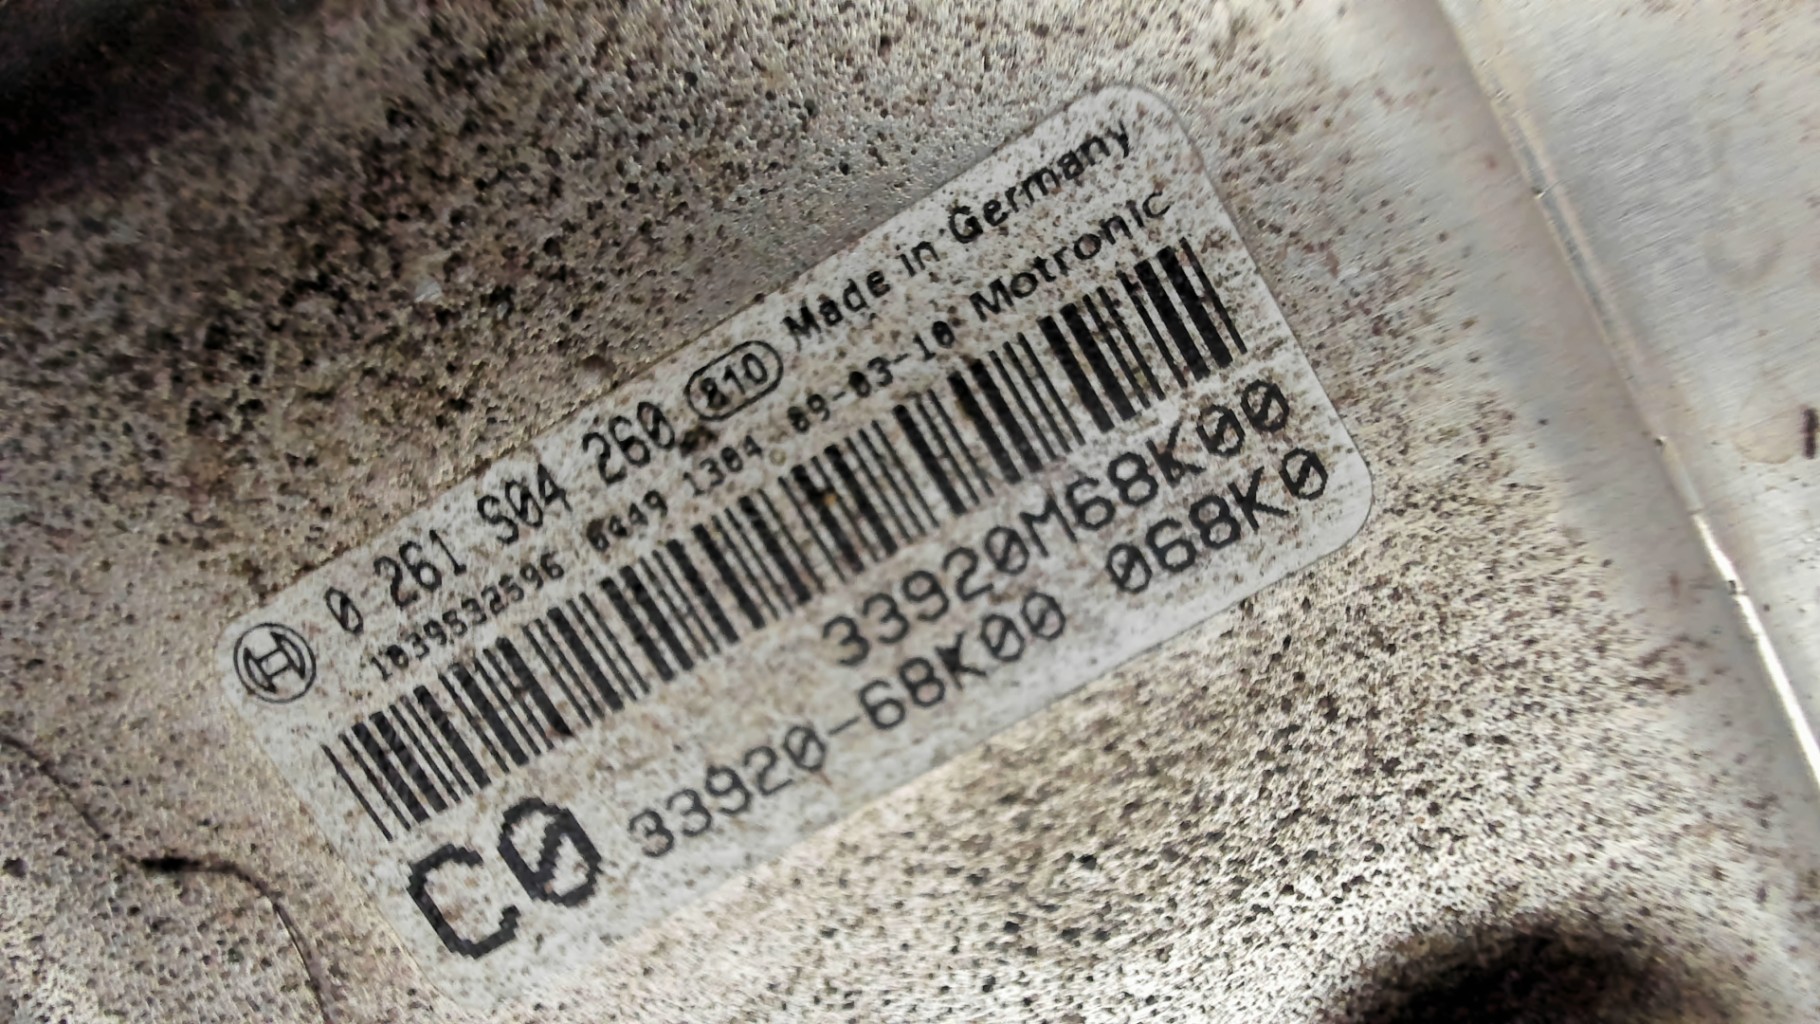 0 261 S04 260 810 Made in Germany
1039S32596 1304 09-03-10 Motronic
33920M68K00
C0 33920-68K00 068K0